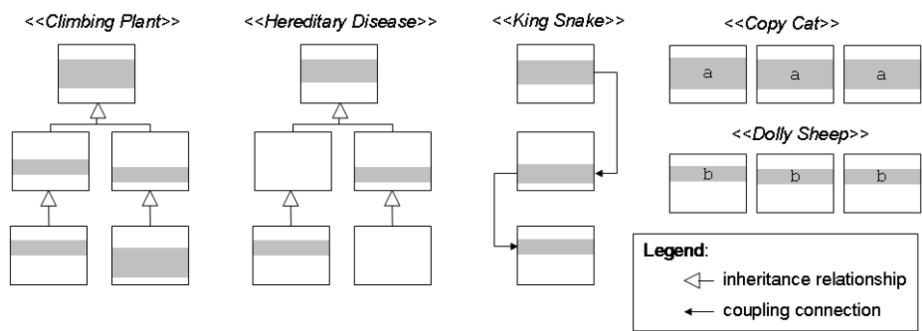 <<Climbing Plant>>
<<Hereditary Disease>>
<<King Snake>>
<<Copy Cat>>
a
a
a
<<Dolly Sheep>>
b
b
b
Legend:
inheritance relationship
coupling connection